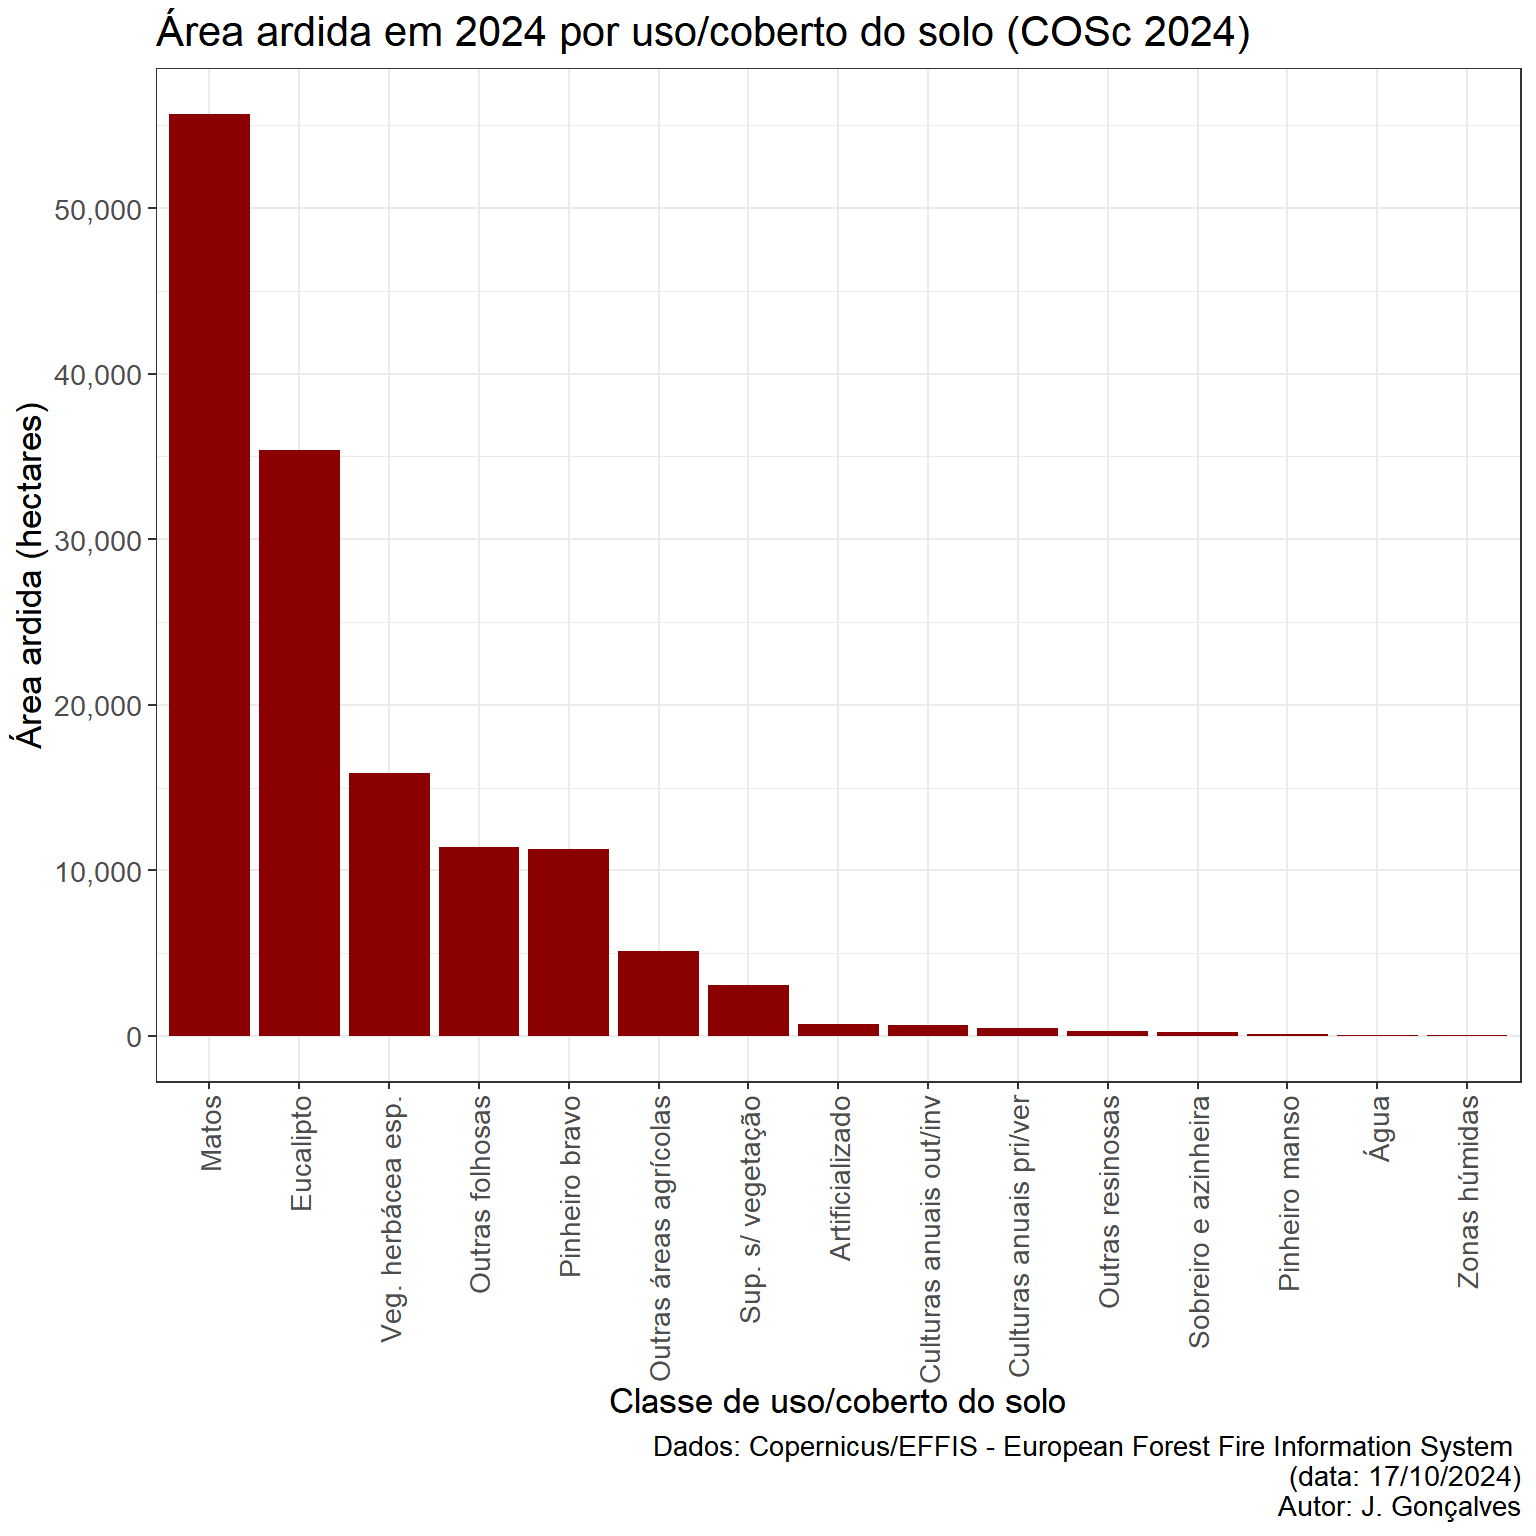 Área ardida em 2024 por uso/coberto do solo (COSc 2024)
Área ardida (hectares)
50,000
40,000
30,000
20,000
10,000
0
Matos
Eucalipto
Veg. herbácea esp.
Outras folhosas
Pinheiro bravo
Outras áreas agrícolas
Sup. s/ vegetação
Artificializado
Culturas anuais out/inv
Culturas anuais pri/ver
Outras resinosas
Sobreiro e azinheira
Pinheiro manso
Água
Zonas húmidas
Classe de uso/coberto do solo
Dados: Copernicus/EFFIS - European Forest Fire Information System
(data: 17/10/2024)
Autor: J. Gonçalves